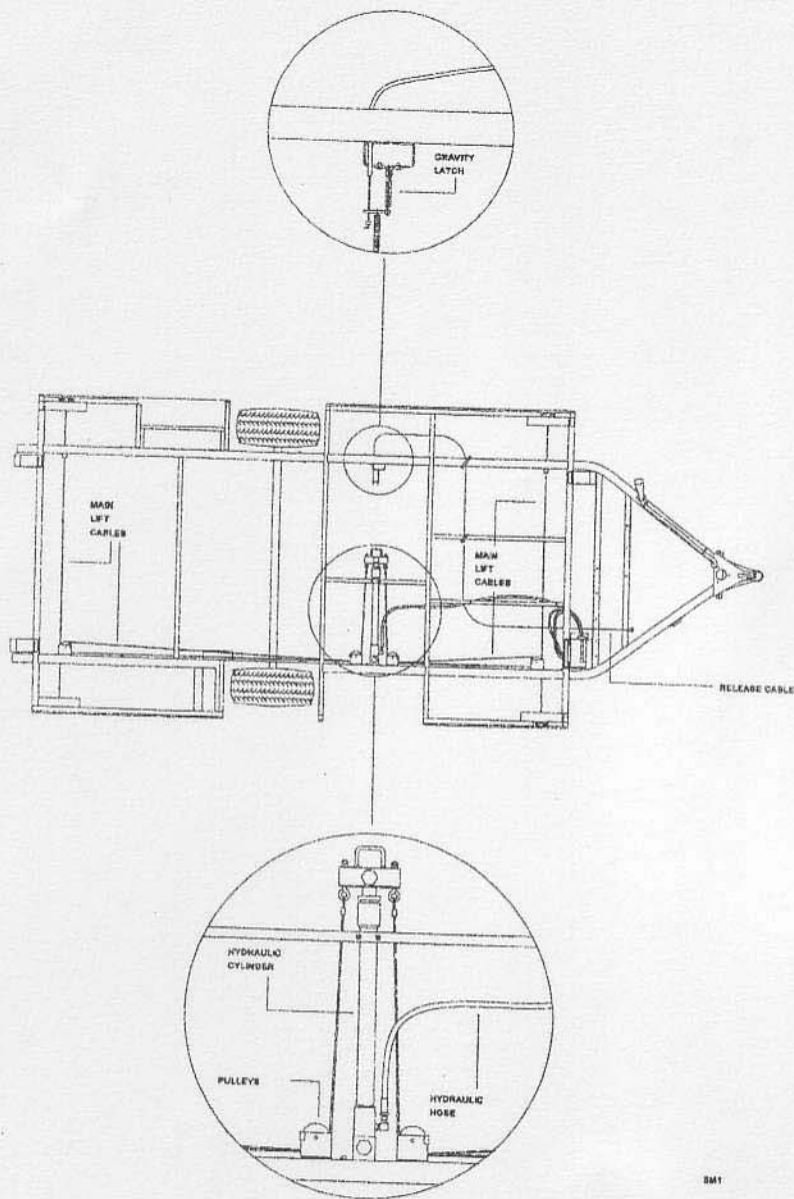 GRAVITY
LATCH
MAIN
LIFT
CABLES
MAIN
LIFT
CABLES
RELEASE CABLE
HYDRAULIC
CYLINDER
PULLEYS
HYDRAULIC
HOSE
SM1